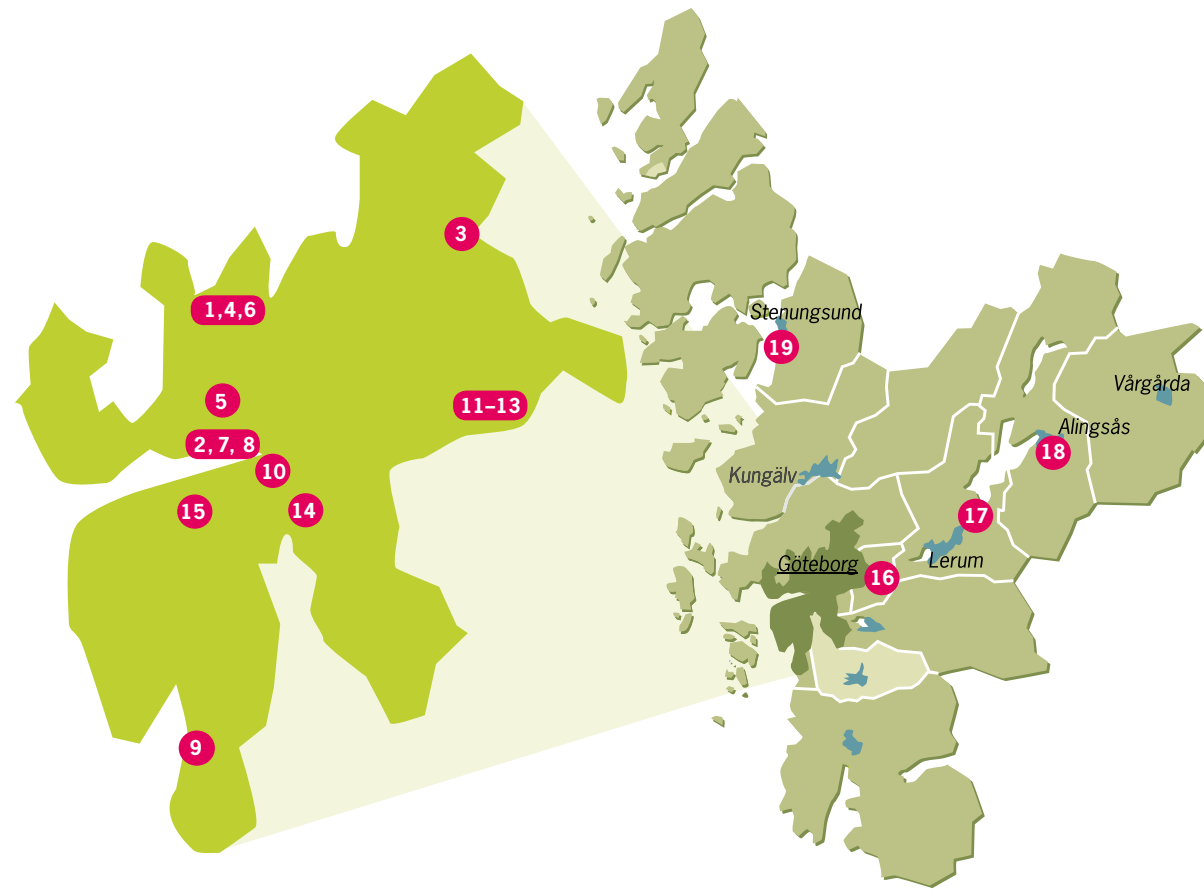 3
1,4,6
5
11–13
2, 7, 8
10
15
14
9
Stenungsund
19
Vårgårda
Alingsås
18
Kungälv
17
Göteborg
16
Lerum